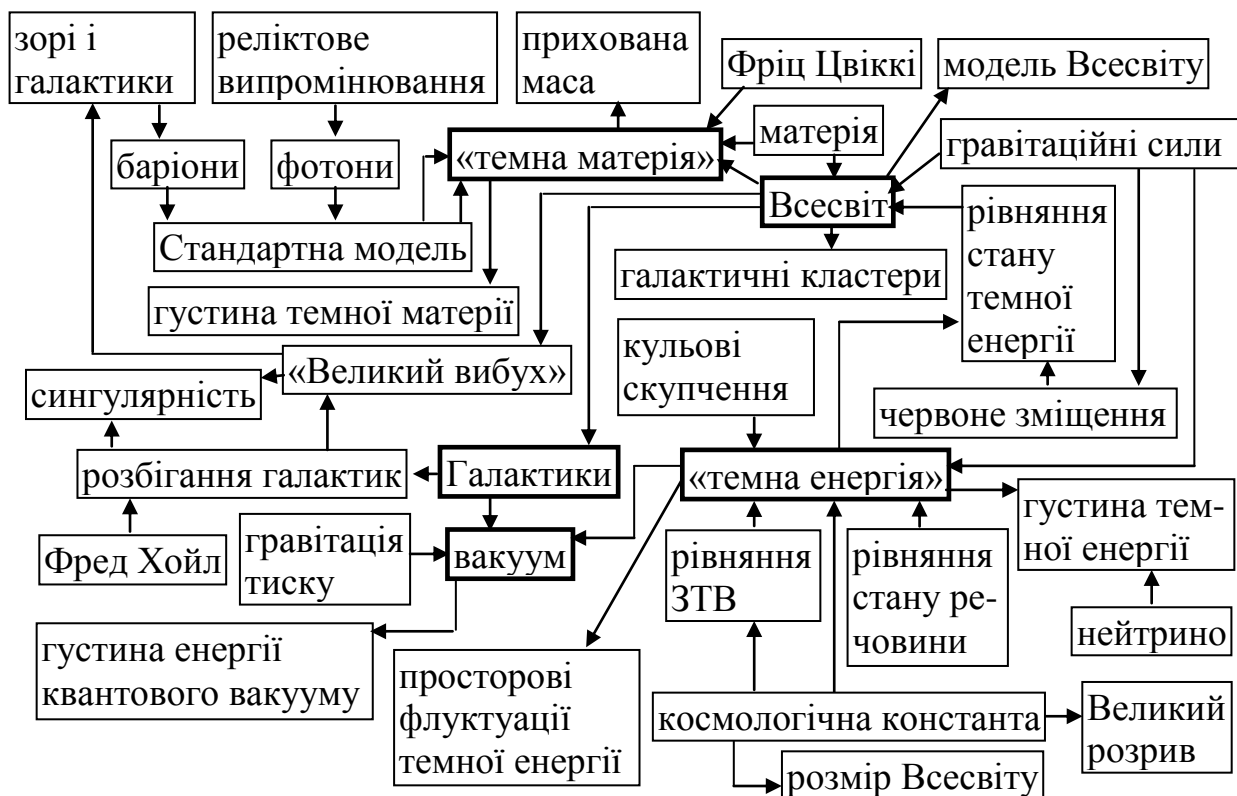 зорі і
галактики
реліктове
випромінювання
прихована
маса
Фріц Цвіккі
модель Всесвіту
матерія
гравітаційні сили
баріони
фотони
«темна матерія»
Всесвіт
рівняння
стану
темної
енергії
Стандартна модель
галактичні кластери
густина темної матерії
кульові
скупчення
«Великий вибух»
сингулярність
червоне зміщення
розбігання галактик
Галактики
«темна енергія»
густина тем-
ної енергії
Фред Хойл
гравітація
тиску
вакуум
рівняння
ЗТВ
рівняння
стану ре-
човини
нейтрино
густина енергії
квантового вакууму
просторові
флуктуації
темної енергії
космологічна константа
Великий
розрив
розмір Всесвіту